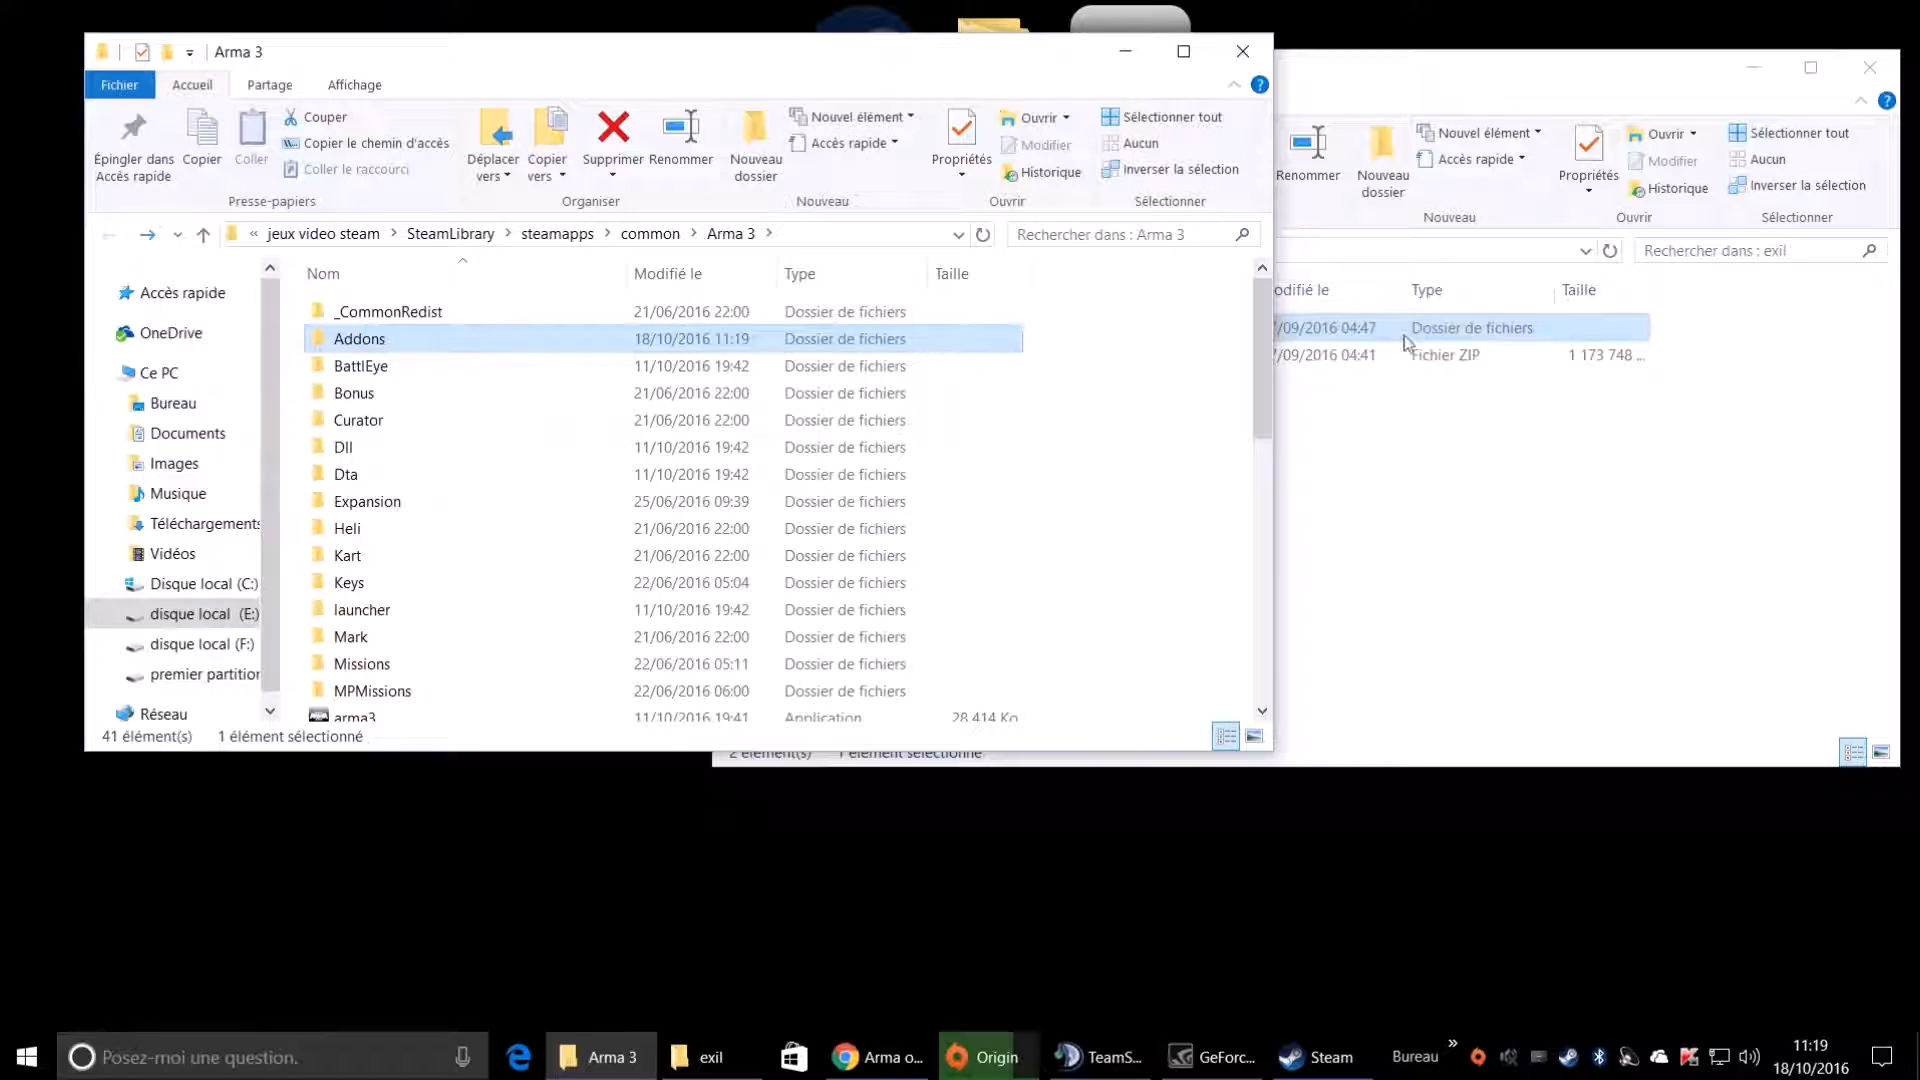 Arma 3
Fichier Accueil Partage Affichage
Épingler dans Accès rapide
Copier
Coller
Couper
Copier le chemin d'accès
Coller le raccourci
Presse-papiers
Déplacer vers
Copier vers
Supprimer
Renommer
Organiser
Nouveau dossier
Nouvel élément
Accès rapide
Nouveau
Propriétés
Ouvrir
Modifier
Historique
Ouvrir
Sélectionner tout
Aucun
Inverser la sélection
Sélectionner
« jeux video steam > SteamLibrary > steamapps > common > Arma 3 >
Rechercher dans : Arma 3
Accès rapide
OneDrive
Ce PC
Bureau
Documents
Images
Musique
Téléchargements
Vidéos
Disque local (C:)
disque local (E:)
disque local (F:)
premier partition
Réseau
Nom Modifié le Type Taille
_CommonRedist 21/06/2016 22:00 Dossier de fichiers
Addons 18/10/2016 11:19 Dossier de fichiers
BattlEye 11/10/2016 19:42 Dossier de fichiers
Bonus 21/06/2016 22:00 Dossier de fichiers
Curator 21/06/2016 22:00 Dossier de fichiers
Dll 11/10/2016 19:42 Dossier de fichiers
Dta 11/10/2016 19:42 Dossier de fichiers
Expansion 25/06/2016 09:39 Dossier de fichiers
Heli 21/06/2016 22:00 Dossier de fichiers
Kart 21/06/2016 22:00 Dossier de fichiers
Keys 22/06/2016 05:04 Dossier de fichiers
launcher 11/10/2016 19:42 Dossier de fichiers
Mark 21/06/2016 22:00 Dossier de fichiers
Missions 22/06/2016 05:11 Dossier de fichiers
MPMissions 22/06/2016 06:00 Dossier de fichiers
arma3 11/10/2016 19:41 Application 28 414 Ko
41 élément(s) 1 élément sélectionné
Renommer
Nouveau dossier
Nouvel élément
Accès rapide
Nouveau
Propriétés
Ouvrir
Modifier
Historique
Ouvrir
Sélectionner tout
Aucun
Inverser la sélection
Sélectionner
Rechercher dans : exil
odifié le Type Taille
/09/2016 04:47 Dossier de fichiers
/09/2016 04:41 Fichier ZIP 1 173 748 ...
2 élément(s) 1 élément sélectionné
Posez-moi une question.
Arma 3
exil
Arma o...
Origin
TeamS...
GeForc...
Steam
Bureau »
11:19
18/10/2016